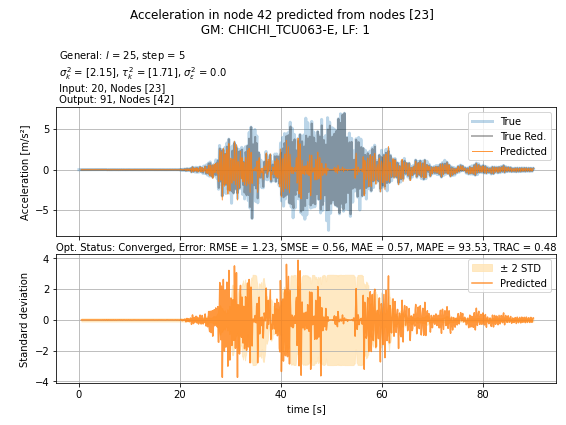 Acceleration in node 42 predicted from nodes [23]
GM: CHICHI_TCU063-E, LF: 1
General: l = 25, step = 5
σ²ₖ = [2.15], τ²ₖ = [1.71], σ²ε = 0.0
Input: 20, Nodes [23]
Output: 91, Nodes [42]
True
True Red.
Predicted
Acceleration [m/s²]
5
0
−5
Opt. Status: Converged, Error: RMSE = 1.23, SMSE = 0.56, MAE = 0.57, MAPE = 93.53, TRAC = 0.48
± 2 STD
Predicted
Standard deviation
4
2
0
−2
−4
0 20 40 60 80
time [s]